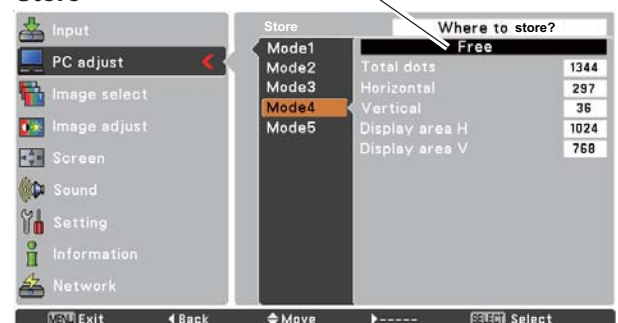 Store
Input
PC adjust
Image select
Image adjust
Screen
Sound
Setting
Information
Network
Store
Mode1
Mode2
Mode3
Mode4
Mode5
Where to store?
Free
Total dots 1344
Horizontal 297
Vertical 36
Display area H 1024
Display area V 768
MENU Exit ◀Back ◆Move ▶----- SELECT Select